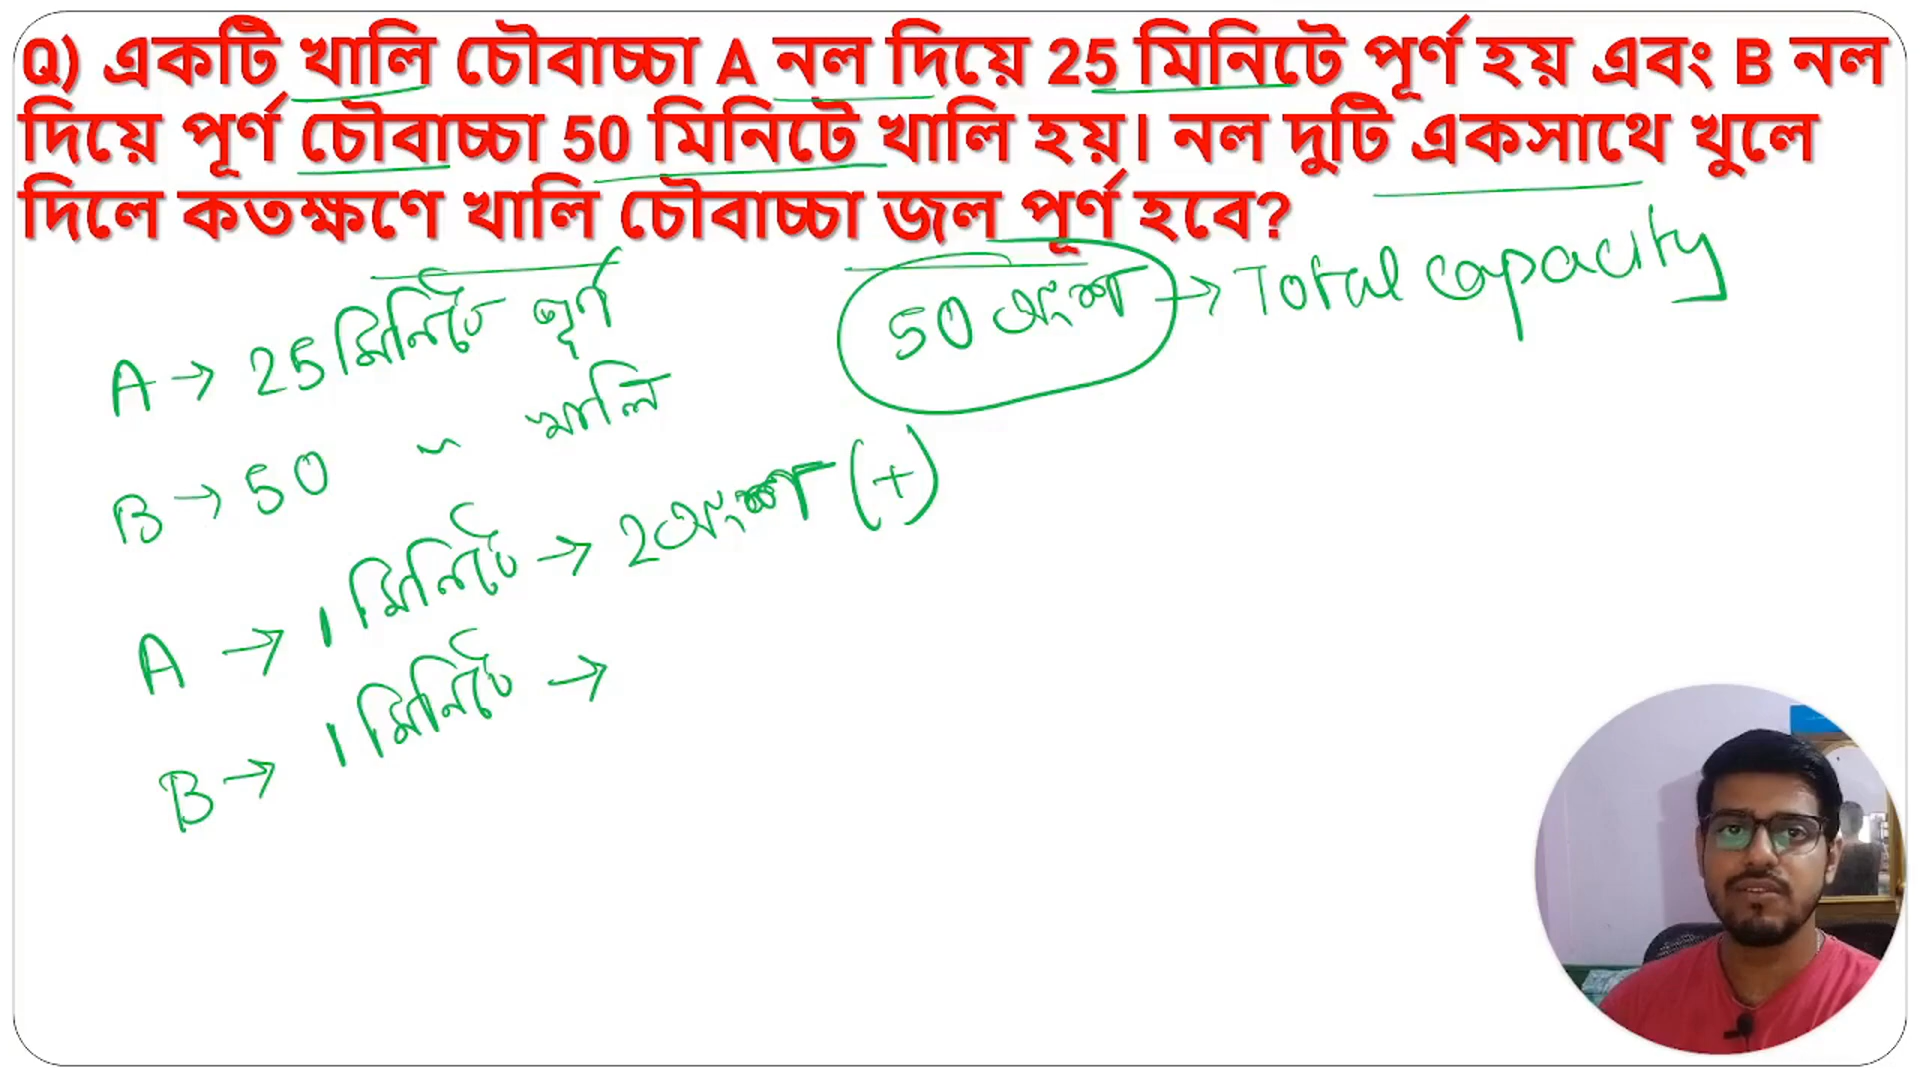 Q) একটি খালি চৌবাচ্চা A নল দিয়ে 25 মিনিটে পূর্ণ হয় এবং B নল
দিয়ে পূর্ণ চৌবাচ্চা 50 মিনিটে খালি হয়। নল দুটি একসাথে খুলে
দিলে কতক্ষণে খালি চৌবাচ্চা জল পূর্ণ হবে?
50 অংশ → Total capacity
A → 25 মিনিটে পূর্ণ
B → 50 " খালি
A → 1 মিনিটে → 2 অংশ (+)
B → 1 মিনিটে →